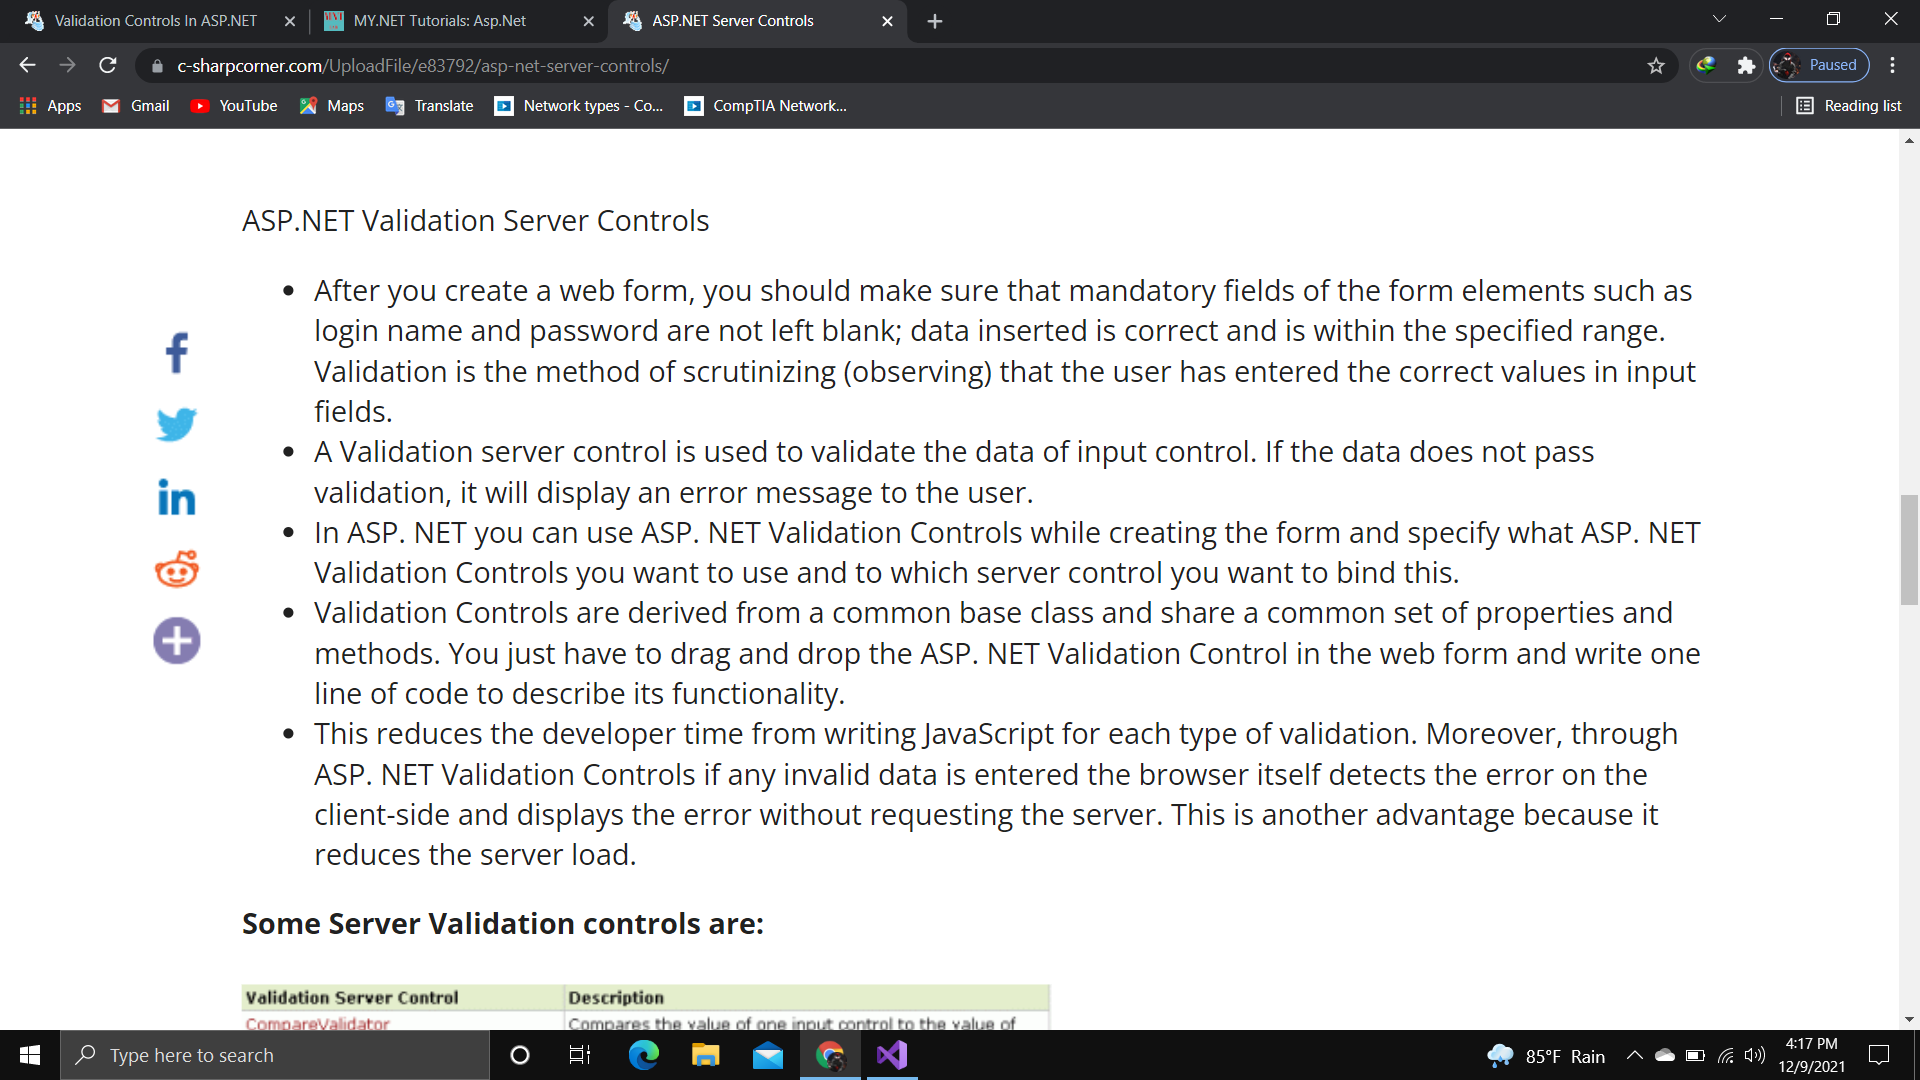 Validation Controls In ASP.NET
MY.NET Tutorials: Asp.Net
ASP.NET Server Controls
c-sharpcorner.com/UploadFile/e83792/asp-net-server-controls/
Paused
Apps
Gmail
YouTube
Maps
Translate
Network types - Co...
CompTIA Network...
Reading list
ASP.NET Validation Server Controls
After you create a web form, you should make sure that mandatory fields of the form elements such as
login name and password are not left blank; data inserted is correct and is within the specified range.
Validation is the method of scrutinizing (observing) that the user has entered the correct values in input
fields.
A Validation server control is used to validate the data of input control. If the data does not pass
validation, it will display an error message to the user.
In ASP. NET you can use ASP. NET Validation Controls while creating the form and specify what ASP. NET
Validation Controls you want to use and to which server control you want to bind this.
Validation Controls are derived from a common base class and share a common set of properties and
methods. You just have to drag and drop the ASP. NET Validation Control in the web form and write one
line of code to describe its functionality.
This reduces the developer time from writing JavaScript for each type of validation. Moreover, through
ASP. NET Validation Controls if any invalid data is entered the browser itself detects the error on the
client-side and displays the error without requesting the server. This is another advantage because it
reduces the server load.
Some Server Validation controls are:
Validation Server Control
Description
CompareValidator
Compares the value of one input control to the value of
Type here to search
85°F Rain
4:17 PM
12/9/2021